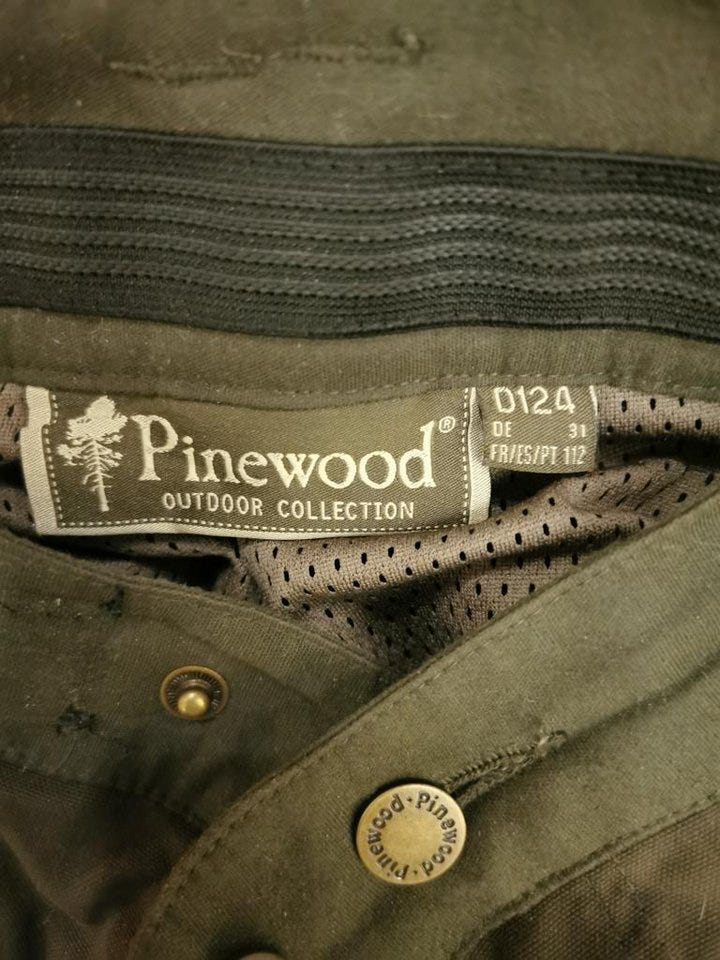 Pinewood®
OUTDOOR COLLECTION
D124
DE 31
FR/ES/PT 112
Pinewood · Pinewood ·